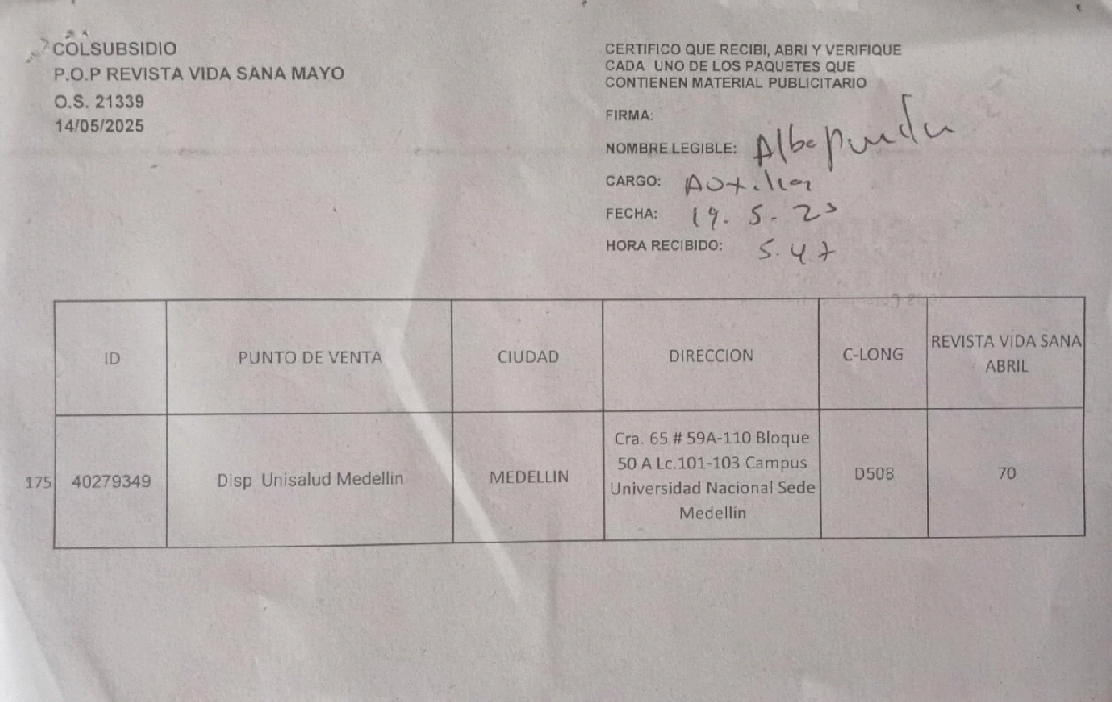 COLSUBSIDIO
P.O.P REVISTA VIDA SANA MAYO
O.S. 21339
14/05/2025
CERTIFICO QUE RECIBI, ABRI Y VERIFIQUE
CADA UNO DE LOS PAQUETES QUE
CONTIENEN MATERIAL PUBLICITARIO
FIRMA:
NOMBRE LEGIBLE: Alba
CARGO: Auxiliar
FECHA: 19. 5.
HORA RECIBIDO: 5.47
ID
PUNTO DE VENTA
CIUDAD
DIRECCION
C-LONG
REVISTA VIDA SANA
ABRIL
175
40279349
Disp Unisalud Medellin
MEDELLIN
Cra. 65 # 59A-110 Bloque
50 A Lc.101-103 Campus
Universidad Nacional Sede
Medellín
D508
70